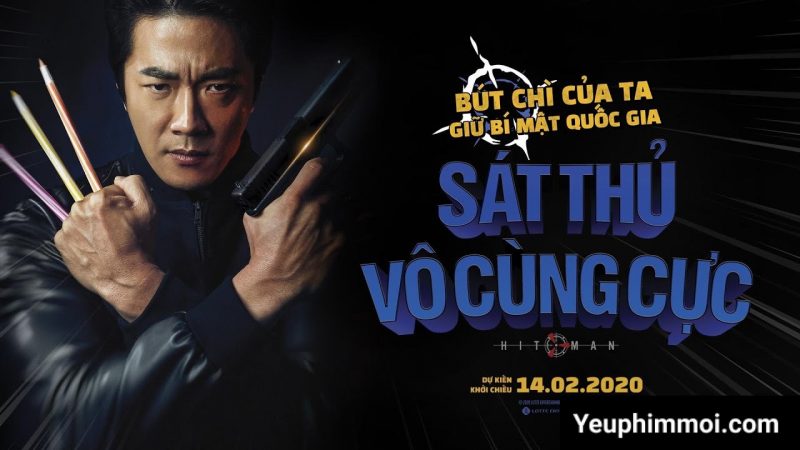 BÚT CHÌ CỦA TA
GIỮ BÍ MẬT QUỐC GIA
SÁT THỦ
VÔ CÙNG CỰC
HITMAN
DỰ KIẾN
KHỞI CHIẾU 14.02.2020
LOTTE ENT.
Yeuphimmoi.com